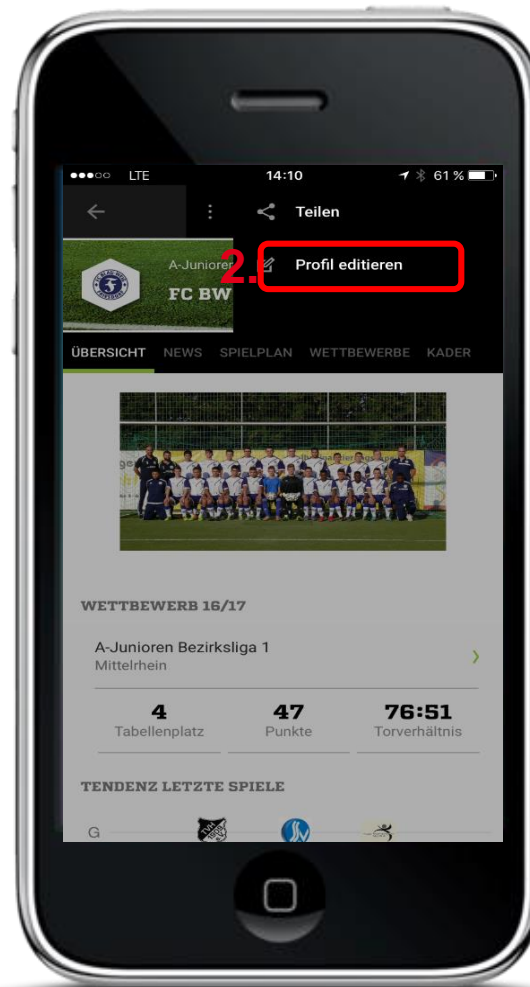 LTE 14:10 61 %
Teilen
2. Profil editieren
A-Junioren
FC BW
ÜBERSICHT NEWS SPIELPLAN WETTBEWERBE KADER
WETTBEWERB 16/17
A-Junioren Bezirksliga 1
Mittelrhein
4 47 76:51
Tabellenplatz Punkte Torverhältnis
TENDENZ LETZTE SPIELE
G